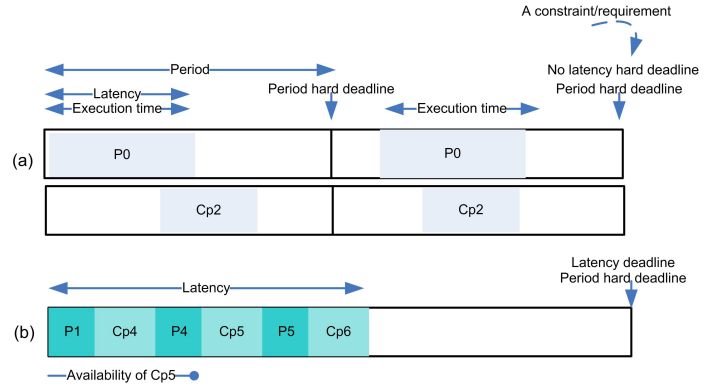 A constraint/requirement
No latency hard deadline
Period
Period hard deadline
Period hard deadline
Latency
Execution time
Execution time
(a)
P0
P0
Cp2
Cp2
Latency deadline
Period hard deadline
Latency
(b)
P1
Cp4
P4
Cp5
P5
Cp6
Availability of Cp5